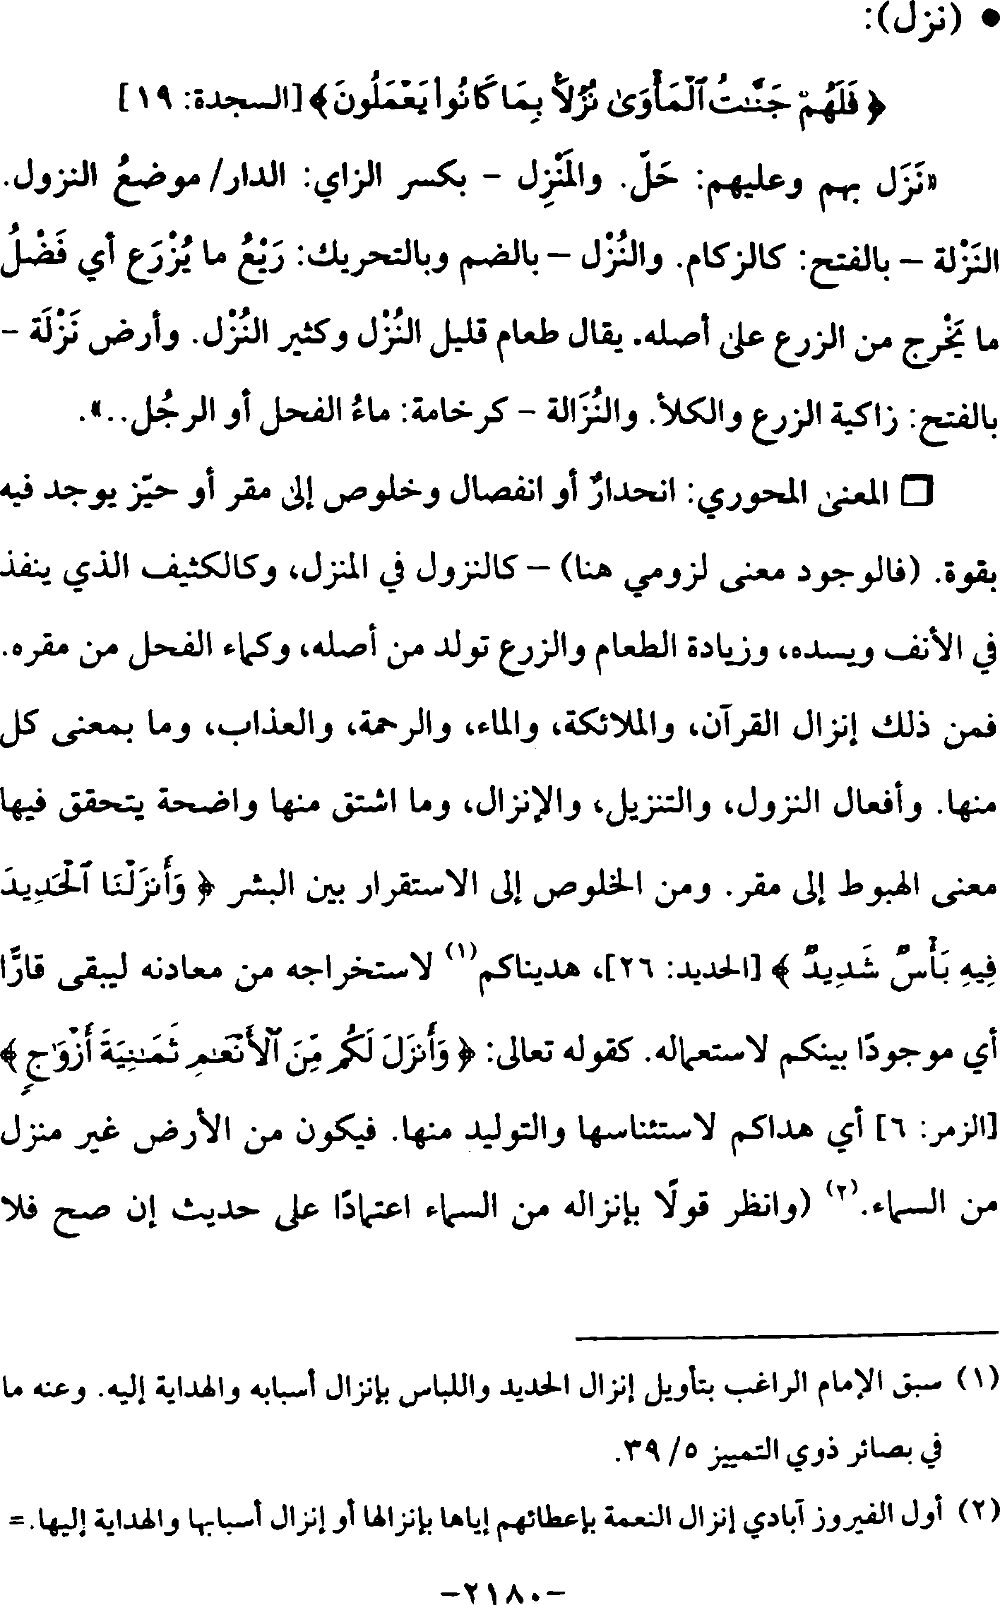 • (نزل):
﴿ فَلَهُمْ جَنَّٰتُ ٱلْمَأْوَىٰ نُزُلًۢا بِمَا كَانُوا۟ يَعْمَلُونَ ﴾ [السجدة: ١٩]
«نَزَل بهم وعليهم: حَلّ. والمَنْزِل - بكسر الزاي: الدار/ موضعُ النزول.
النَزْلة – بالفتح: كالزكام. والنُزْل – بالضم وبالتحريك: رَيْعُ ما يُزْرَع أي فَضْلُ
ما يَخْرج من الزرع على أصله. يقال طعام قليل النُزْل وكثير النُزْل. وأرض نَزْلَة -
بالفتح: زاكية الزرع والكلأ. والنُزَالة - كرخامة: ماءُ الفحل أو الرجُل..».
□ المعنى المحوري: انحدارٌ أو انفصال وخلوص إلى مقر أو حيّز يوجد فيه
بقوة. (فالوجود معنى لزومي هنا) – كالنزول في المنزل، وكالكثيف الذي ينفذ
في الأنف ويسده، وزيادة الطعام والزرع تولد من أصله، وكماء الفحل من مقره.
فمن ذلك إنزال القرآن، والملائكة، والماء، والرحمة، والعذاب، وما بمعنى كل
منها. وأفعال النزول، والتنزيل، والإنزال، وما اشتق منها واضحة يتحقق فيها
معنى الهبوط إلى مقر. ومن الخلوص إلى الاستقرار بين البشر ﴿ وَأَنزَلْنَا ٱلْحَدِيدَ
فِيهِ بَأْسٌ شَدِيدٌ ﴾ [الحديد: ٢٦]، هديناكم(١) لاستخراجه من معادنه ليبقى قارًّا
أي موجودًا بينكم لاستعماله. كقوله تعالى: ﴿ وَأَنزَلَ لَكُم مِّنَ ٱلْأَنْعَٰمِ ثَمَٰنِيَةَ أَزْوَٰجٍ ﴾
[الزمر: ٦] أي هداكم لاستئناسها والتوليد منها. فيكون من الأرض غير منزل
من السماء.(٢) (وانظر قولًا بإنزاله من السماء اعتمادًا على حديث إن صح فلا
(١) سبق الإمام الراغب بتأويل إنزال الحديد واللباس بإنزال أسبابه والهداية إليه. وعنه ما
في بصائر ذوي التمييز ٥/ ٣٩.
(٢) أول الفيروز آبادي إنزال النعمة بإعطائهم إياها بإنزالها أو إنزال أسبابها والهداية إليها.=
-٢١٨٠-